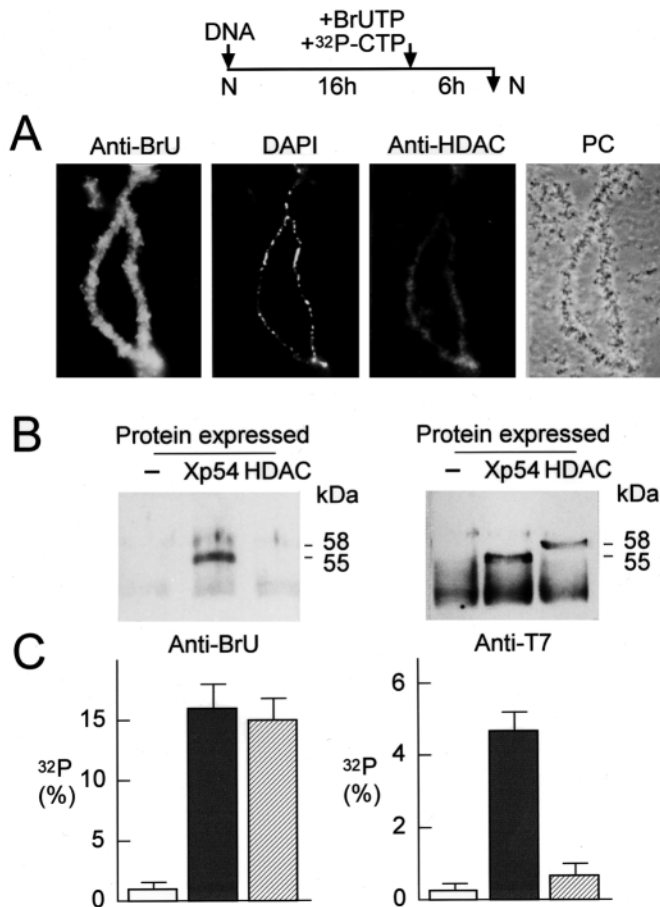 +BrUTP
DNA +³²P-CTP
N 16h 6h N
A
Anti-BrU DAPI Anti-HDAC PC
B
Protein expressed Protein expressed
– Xp54 HDAC kDa – Xp54 HDAC kDa
58 58
55 55
C
Anti-BrU Anti-T7
15 6
10 4
³²P (%) ³²P (%)
5 2
0 0